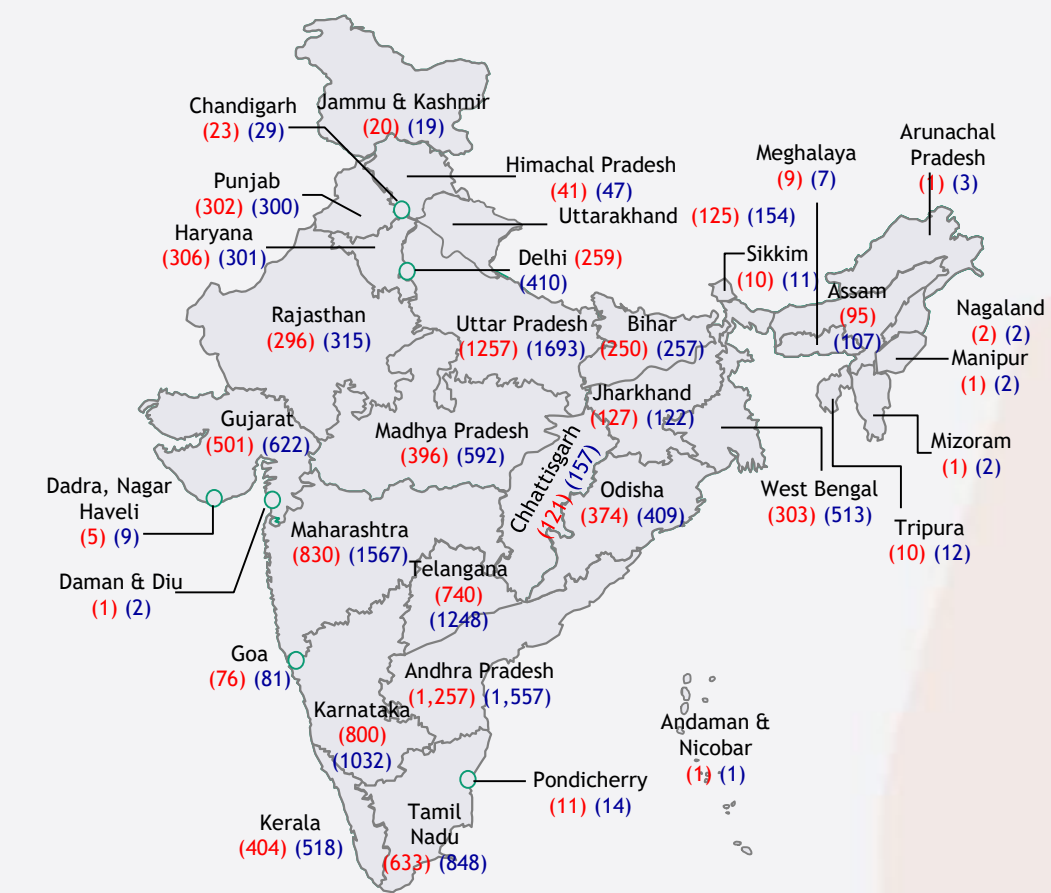 Jammu & Kashmir
(20) (19)
Chandigarh
(23) (29)
Himachal Pradesh
(41) (47)
Punjab
(302) (300)
Uttarakhand (125) (154)
Haryana
(306) (301)
Delhi (259)
(410)
Meghalaya
(9) (7)
Arunachal
Pradesh
(1) (3)
Sikkim
(10) (11)
Assam
(95)
(107)
Nagaland
(2) (2)
Manipur
(1) (2)
Mizoram
(1) (2)
Tripura
(10) (12)
Rajasthan
(296) (315)
Uttar Pradesh
(1257) (1693)
Bihar
(250) (257)
Jharkhand
(127) (122)
Gujarat
(501) (622)
Madhya Pradesh
(396) (592)
Chhattisgarh
(121) (157)
Odisha
(374) (409)
West Bengal
(303) (513)
Dadra, Nagar
Haveli
(5) (9)
Daman & Diu
(1) (2)
Maharashtra
(830) (1567)
Telangana
(740)
(1248)
Goa
(76) (81)
Andhra Pradesh
(1,257) (1,557)
Karnataka
(800)
(1032)
Andaman &
Nicobar
(1) (1)
Pondicherry
(11) (14)
Kerala
(404) (518)
Tamil
Nadu
(633) (848)